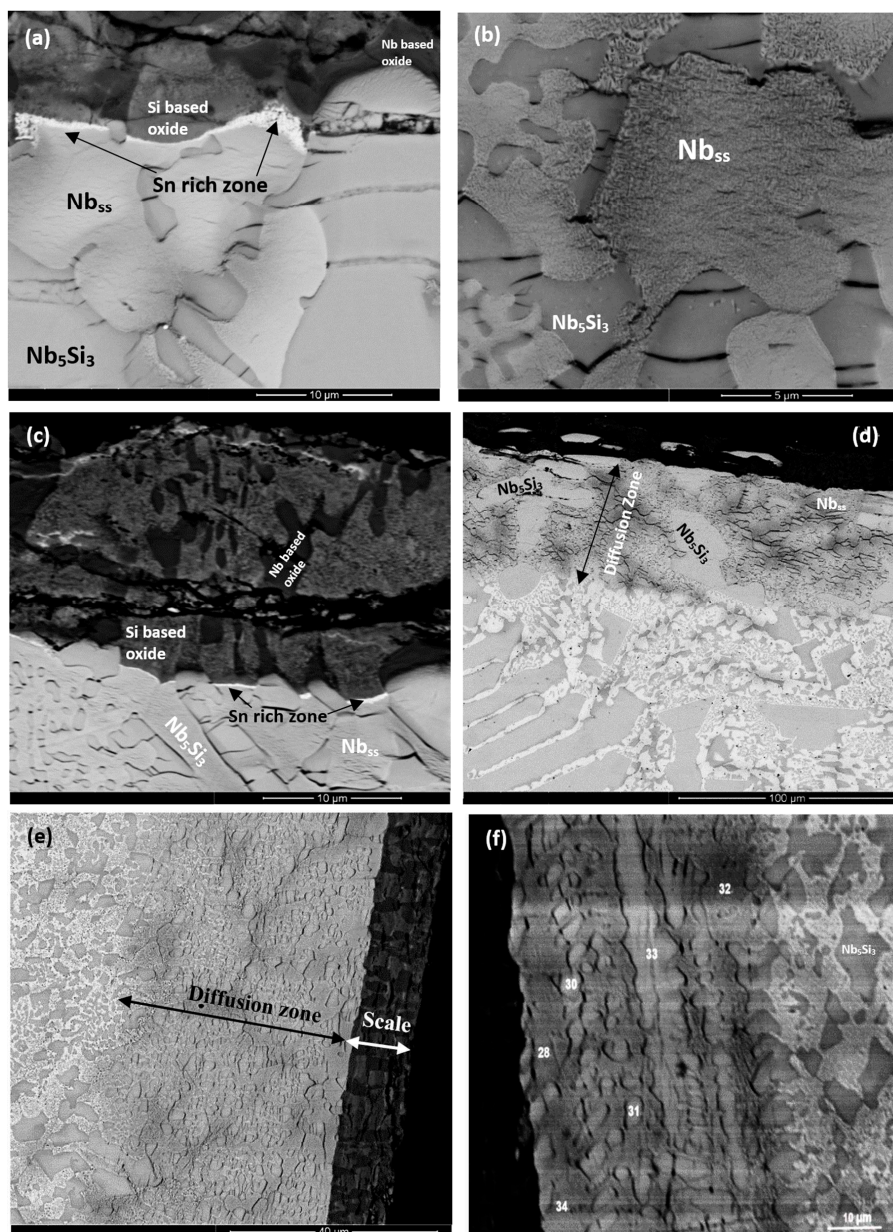 (a)
Nb based
oxide
Si based
oxide
Sn rich zone
Nbss
Nb5Si3
10 µm
(b)
Nbss
Nb5Si3
5 µm
(c)
Nb based
oxide
Si based
oxide
Sn rich zone
Nb5Si3
Nbss
10 µm
(d)
Nb5Si3
Diffusion Zone
Nb5Si3
Nbss
100 µm
(e)
Diffusion zone
Scale
40 µm
(f)
32
33
30
Nb5Si3
28
31
34
10 µm